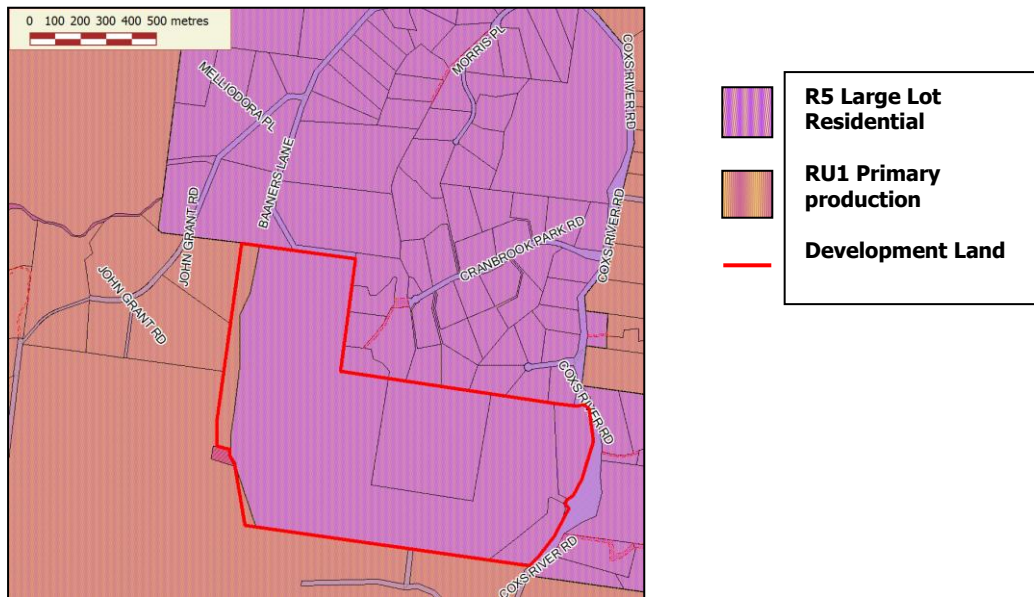 0 100 200 300 400 500 metres
MORRIS PL
COXS RIVER RD
MELLIODORA PL
BAANERS LANE
JOHN GRANT RD
COXS RIVER RD
CRANBROOK PARK RD
JOHN GRANT RD
COXS RIVER RD
COXS RIVER RD
R5 Large Lot
Residential
RU1 Primary
production
Development Land